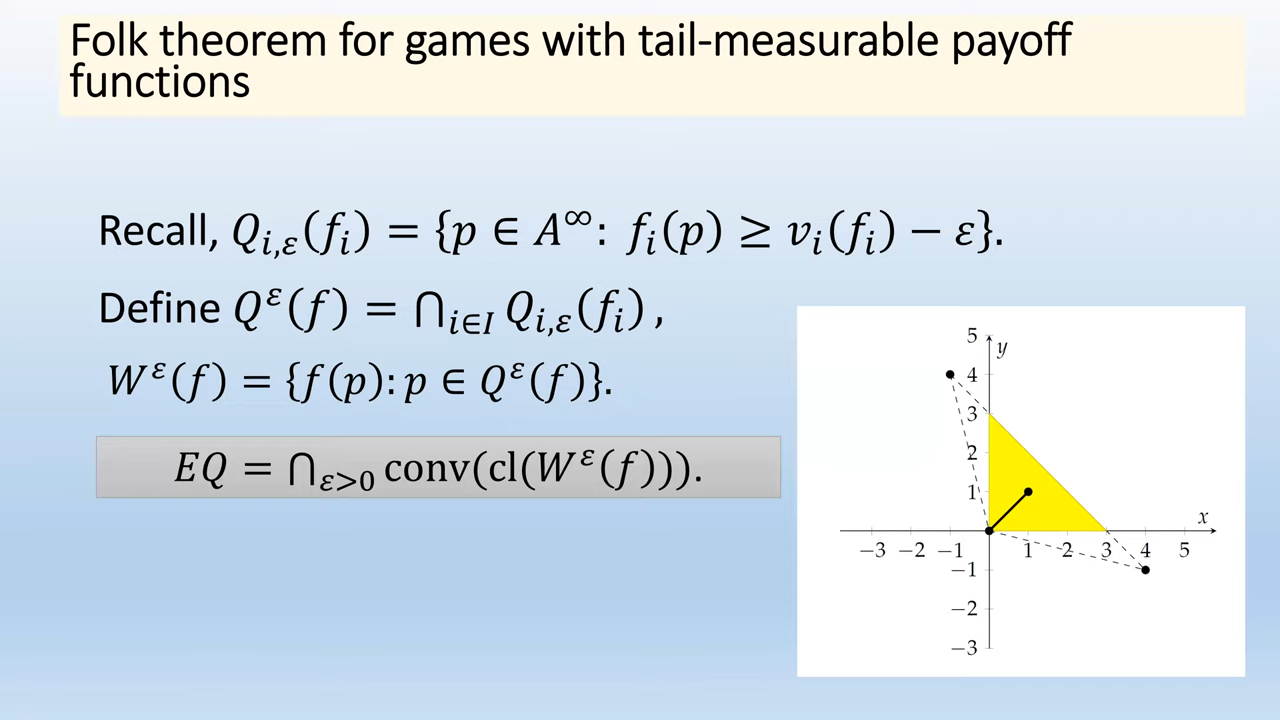 Folk theorem for games with tail-measurable payoff
functions
Recall, Q_{i,ε}(f_i) = {p ∈ A^∞: f_i(p) ≥ v_i(f_i) − ε}.
Define Q^ε(f) = ⋂_{i∈I} Q_{i,ε}(f_i) ,
W^ε(f) = {f(p): p ∈ Q^ε(f)}.
EQ = ⋂_{ε>0} conv(cl(W^ε(f))).
5
y
4
3
2
1
x
−3 −2 −1 1 2 3 4 5
−1
−2
−3